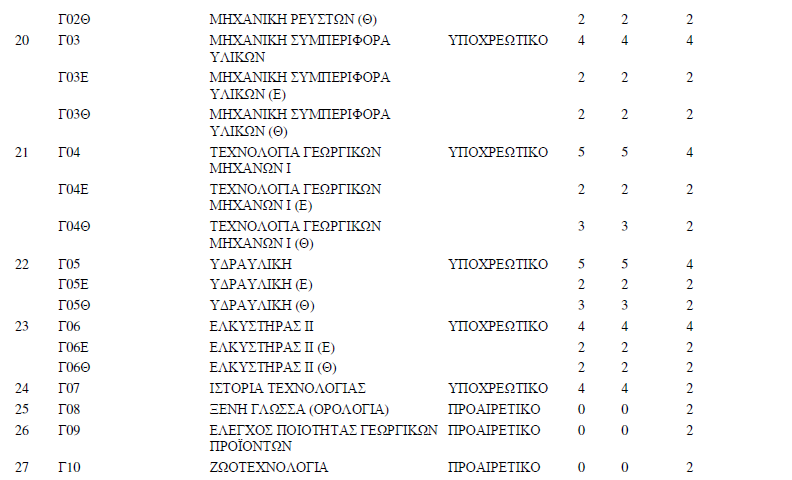 Γ02Θ ΜΗΧΑΝΙΚΗ ΡΕΥΣΤΩΝ (Θ) 2 2 2
20 Γ03 ΜΗΧΑΝΙΚΗ ΣΥΜΠΕΡΙΦΟΡΑ ΥΠΟΧΡΕΩΤΙΚΟ 4 4 4
ΥΛΙΚΩΝ
Γ03Ε ΜΗΧΑΝΙΚΗ ΣΥΜΠΕΡΙΦΟΡΑ 2 2 2
ΥΛΙΚΩΝ (Ε)
Γ03Θ ΜΗΧΑΝΙΚΗ ΣΥΜΠΕΡΙΦΟΡΑ 2 2 2
ΥΛΙΚΩΝ (Θ)
21 Γ04 ΤΕΧΝΟΛΟΓΙΑ ΓΕΩΡΓΙΚΩΝ ΥΠΟΧΡΕΩΤΙΚΟ 5 5 4
ΜΗΧΑΝΩΝ Ι
Γ04Ε ΤΕΧΝΟΛΟΓΙΑ ΓΕΩΡΓΙΚΩΝ 2 2 2
ΜΗΧΑΝΩΝ Ι (Ε)
Γ04Θ ΤΕΧΝΟΛΟΓΙΑ ΓΕΩΡΓΙΚΩΝ 3 3 2
ΜΗΧΑΝΩΝ Ι (Θ)
22 Γ05 ΥΔΡΑΥΛΙΚΗ ΥΠΟΧΡΕΩΤΙΚΟ 5 5 4
Γ05Ε ΥΔΡΑΥΛΙΚΗ (Ε) 2 2 2
Γ05Θ ΥΔΡΑΥΛΙΚΗ (Θ) 3 3 2
23 Γ06 ΕΛΚΥΣΤΗΡΑΣ ΙΙ ΥΠΟΧΡΕΩΤΙΚΟ 4 4 4
Γ06Ε ΕΛΚΥΣΤΗΡΑΣ ΙΙ (Ε) 2 2 2
Γ06Θ ΕΛΚΥΣΤΗΡΑΣ ΙΙ (Θ) 2 2 2
24 Γ07 ΙΣΤΟΡΙΑ ΤΕΧΝΟΛΟΓΙΑΣ ΥΠΟΧΡΕΩΤΙΚΟ 4 4 2
25 Γ08 ΞΕΝΗ ΓΛΩΣΣΑ (ΟΡΟΛΟΓΙΑ) ΠΡΟΑΙΡΕΤΙΚΟ 0 0 2
26 Γ09 ΕΛΕΓΧΟΣ ΠΟΙΟΤΗΤΑΣ ΓΕΩΡΓΙΚΩΝ ΠΡΟΑΙΡΕΤΙΚΟ 0 0 2
ΠΡΟΪΟΝΤΩΝ
27 Γ10 ΖΩΟΤΕΧΝΟΛΟΓΙΑ ΠΡΟΑΙΡΕΤΙΚΟ 0 0 2